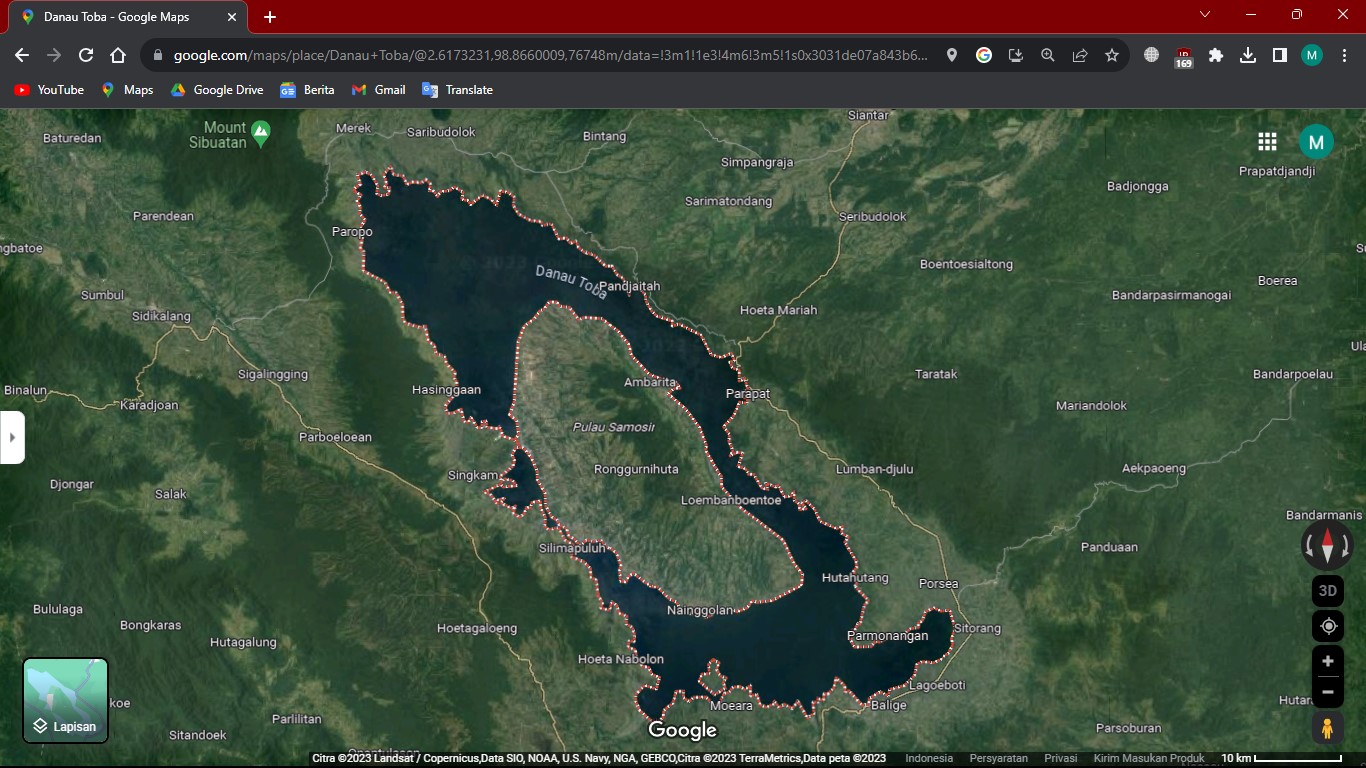 Danau Toba - Google Maps
google.com/maps/place/Danau+Toba/@2.6173231,98.8660009,76748m/data=!3m1!1e3!4m6!3m5!1s0x3031de07a843b6...
169
M
YouTube
Maps
Google Drive
Berita
Gmail
Translate
Siantar
Merek
Saribudolok
Bintang
Mount
Sibuatan
Baturedan
M
Simpangraja
Prapatdjandji
Badjongga
Sarimatondang
Parendean
Seribudolok
Paropo
ngbatoe
Boentoesialtong
Danau Toba
Pandjaitah
Boerea
Sumbul
Bandarpasirmanogai
Hoeta Mariah
Sidikalang
Ula
Sigalingging
Taratak
Bandarpoelau
Ambarita
Hasinggaan
Binalun
Parapat
Karadjoan
Mariandolok
Pulau Samosir
Parboeloean
Ronggurnihuta
Lumban-djulu
Aekpaoeng
Singkam
Djongar
Salak
Loembanboentoe
Bandarmanis
Silimapuluh
Panduaan
Hutahutang
Porsea
3D
Bululaga
Nainggolan
Bongkaras
Hoetagaloeng
Sitorang
Hutagalung
Parmonangan
Hoeta Nabolon
Lagoeboti
koe
Hutara
Moeara
Balige
Parlilitan
Lapisan
Google
Parsoburan
Sitandoek
Citra ©2023 Landsat / Copernicus,Data SIO, NOAA, U.S. Navy, NGA, GEBCO,Citra ©2023 TerraMetrics,Data peta ©2023
Indonesia
Persyaratan
Privasi
Kirim Masukan Produk
10 km